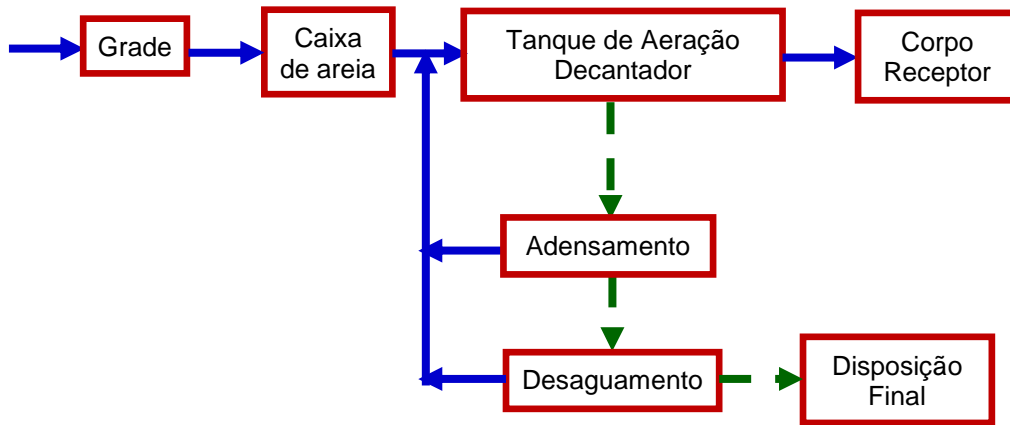 Grade
Caixa
de areia
Tanque de Aeração
Decantador
Corpo
Receptor
Adensamento
Desaguamento
Disposição
Final